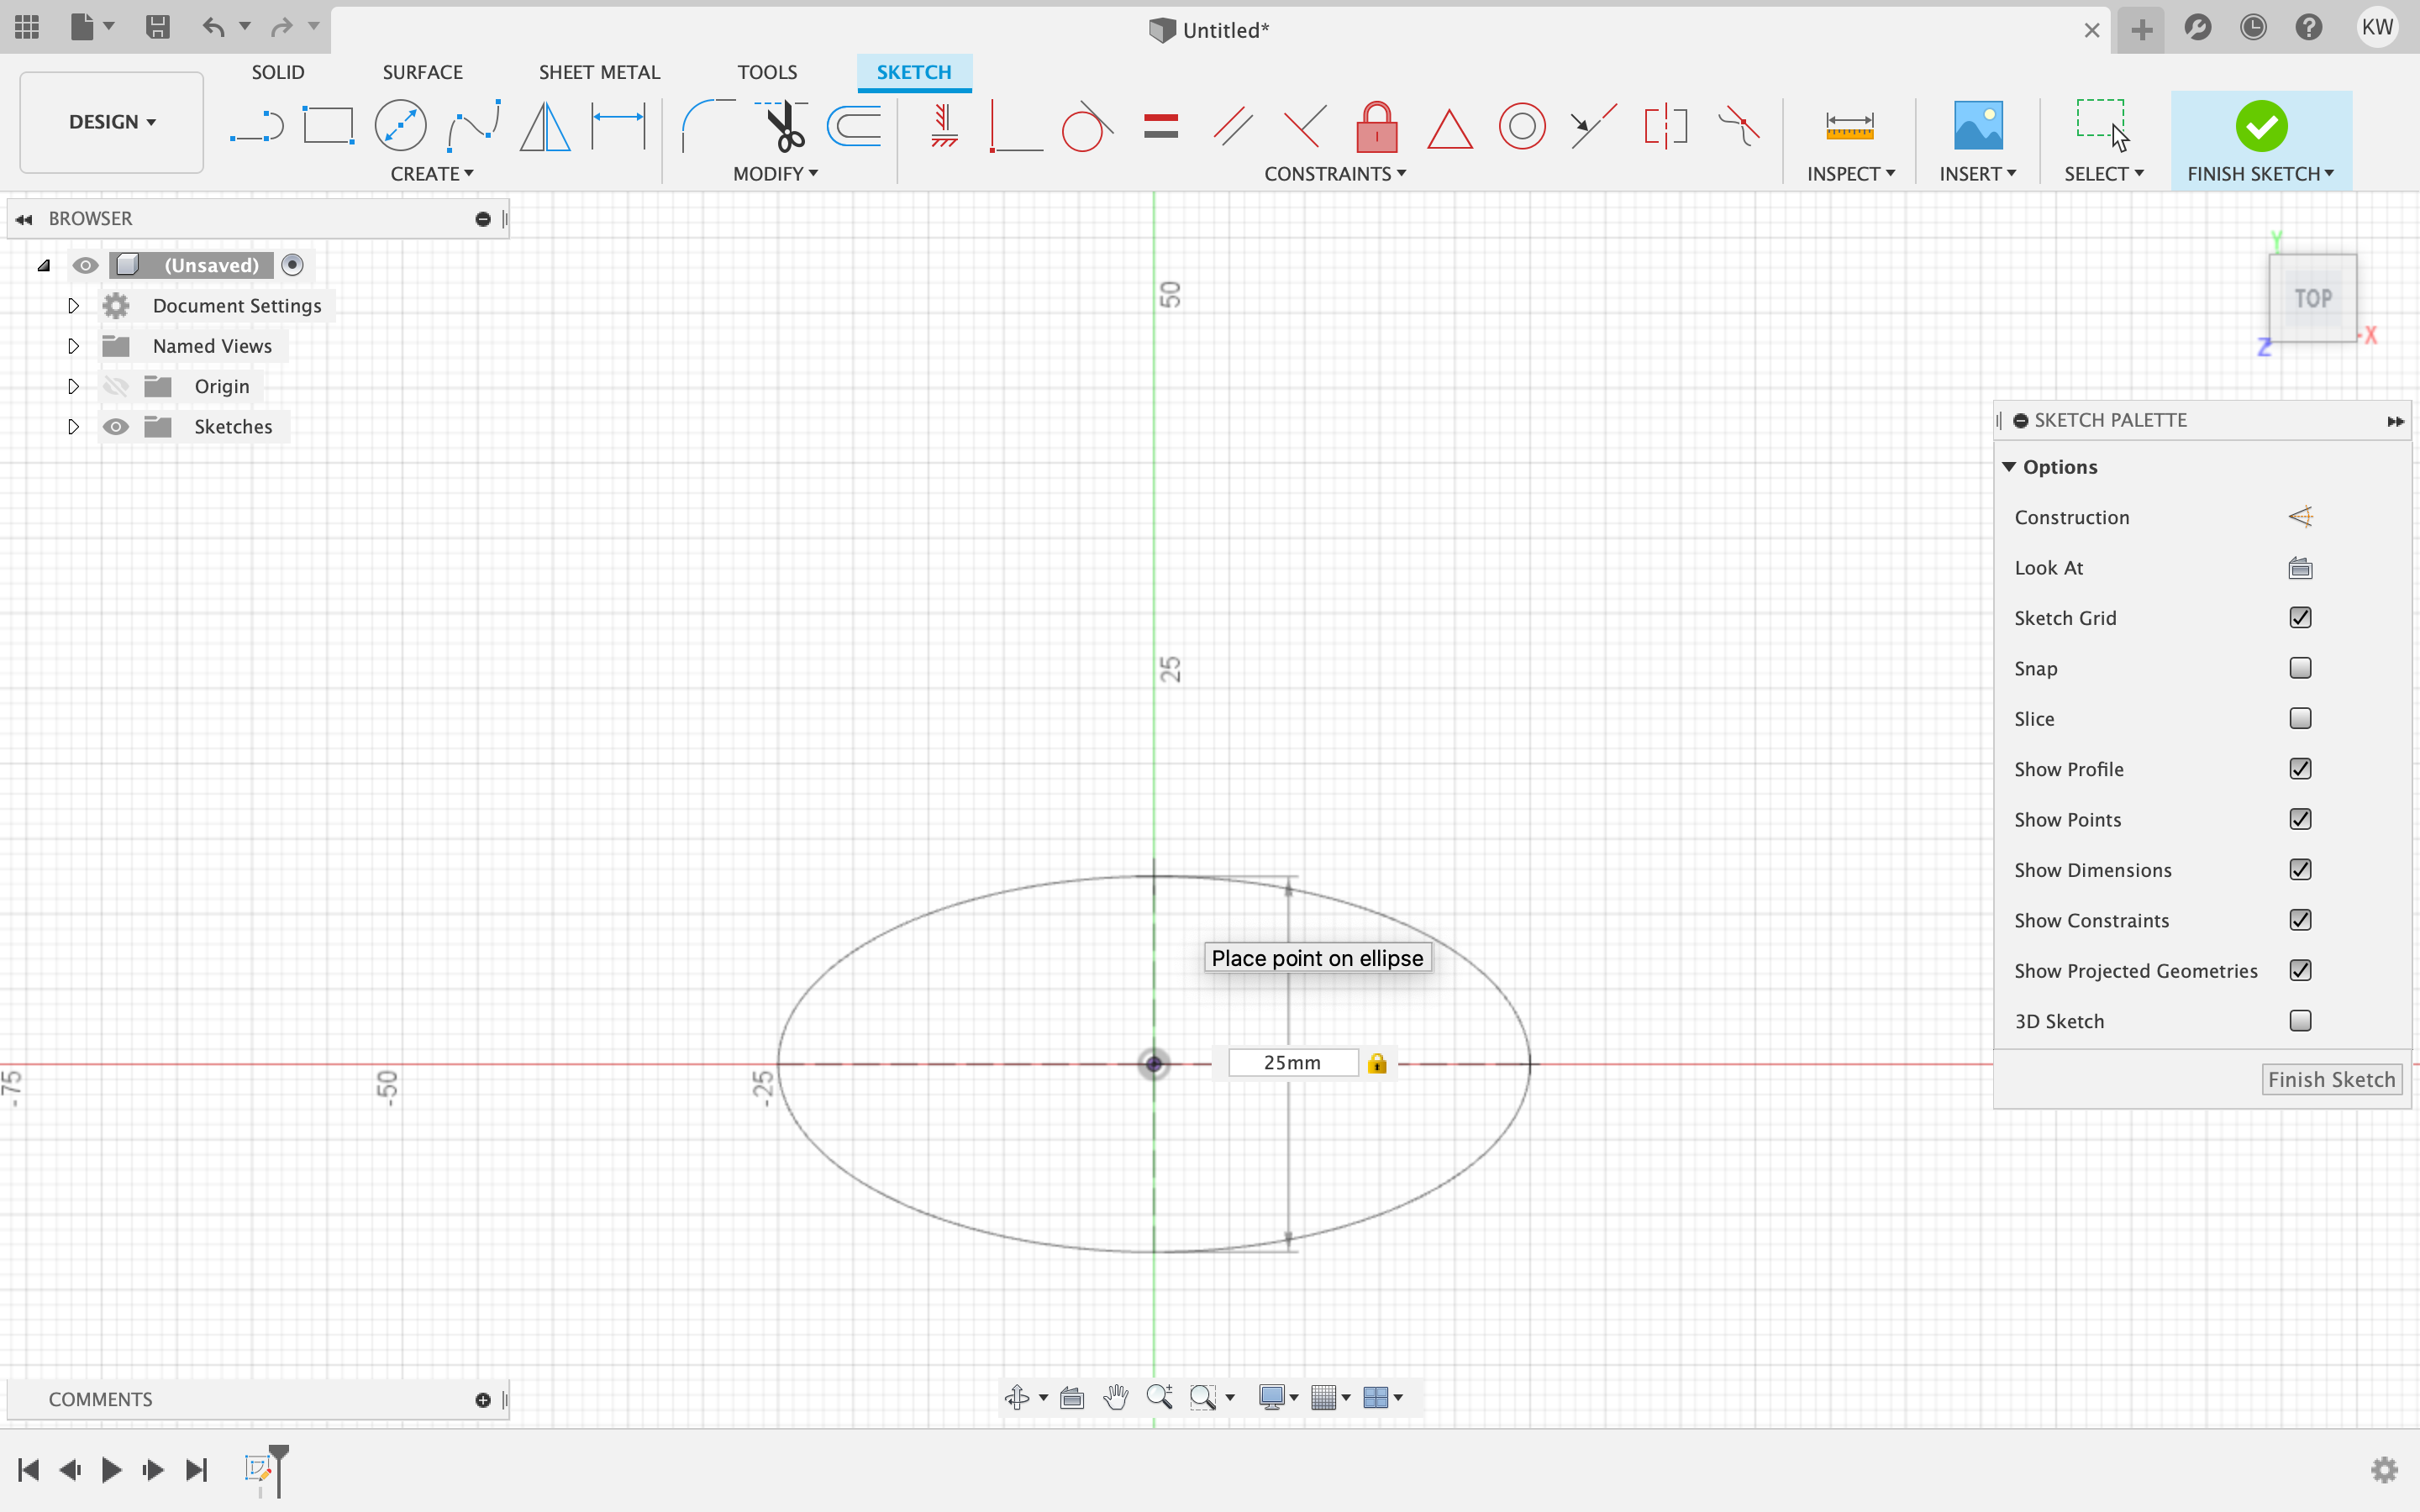 Untitled*
KW
SOLID SURFACE SHEET METAL TOOLS SKETCH
DESIGN
CREATE MODIFY CONSTRAINTS INSPECT INSERT SELECT FINISH SKETCH
BROWSER
(Unsaved)
Document Settings
Named Views
Origin
Sketches
50
25
-75
-50
-25
Y
TOP
-X
Z
SKETCH PALETTE
Options
Construction
Look At
Sketch Grid
Snap
Slice
Show Profile
Show Points
Show Dimensions
Show Constraints
Show Projected Geometries
3D Sketch
Finish Sketch
Place point on ellipse
25mm
COMMENTS